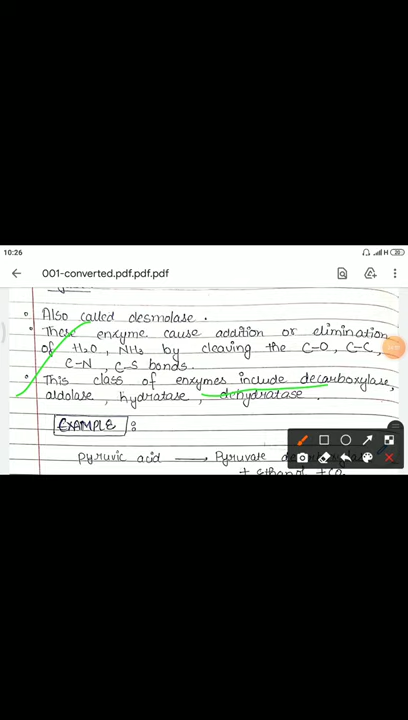 10:26
001-converted.pdf.pdf.pdf
Also called desmolase.
These enzyme cause addition or elimination
of H₂O, NH₃ by cleaving the C-O, C-C,
C-N, C-S bonds.
This class of enzymes include decarboxylase,
aldolase, hydratase, dehydratase.
EXAMPLE :
pyruvic acid → Pyruvate
+ Ethanol + CO₂